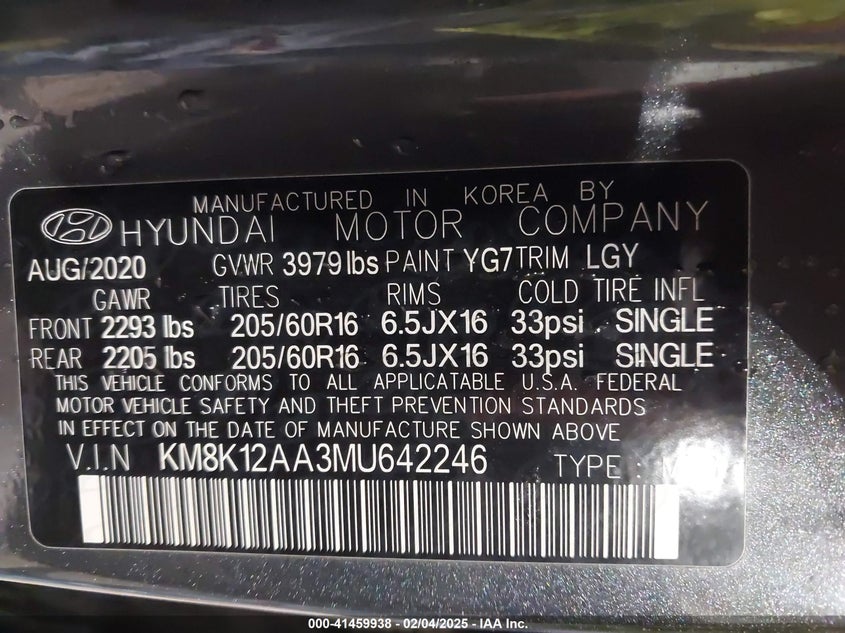 MANUFACTURED IN KOREA BY
HYUNDAI MOTOR COMPANY
AUG/2020 GVWR 3979 lbs PAINT YG7 TRIM LGY
GAWR TIRES RIMS COLD TIRE INFL
FRONT 2293 lbs 205/60R16 6.5JX16 33psi . SINGLE
REAR 2205 lbs 205/60R16 6.5JX16 33psi SINGLE
THIS VEHICLE CONFORMS TO ALL APPLICATABLE U.S.A. FEDERAL
MOTOR VEHICLE SAFETY AND THEFT PREVENTION STANDARDS
IN EFFECT ON THE DATE OF MANUFACTURE SHOWN ABOVE
V.I.N KM8K12AA3MU642246 TYPE :
000-41459938 - 02/04/2025 - IAA Inc.